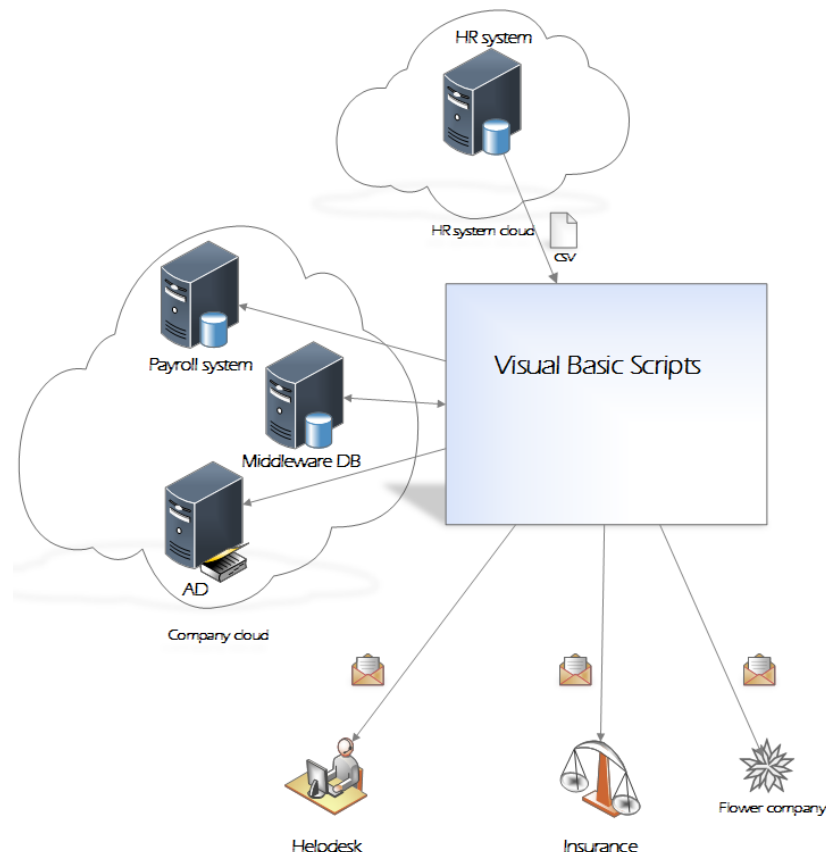 HR system
HR system cloud
csv
Payroll system
Visual Basic Scripts
Middleware DB
AD
Company cloud
Helpdesk
Insurance
Flower company